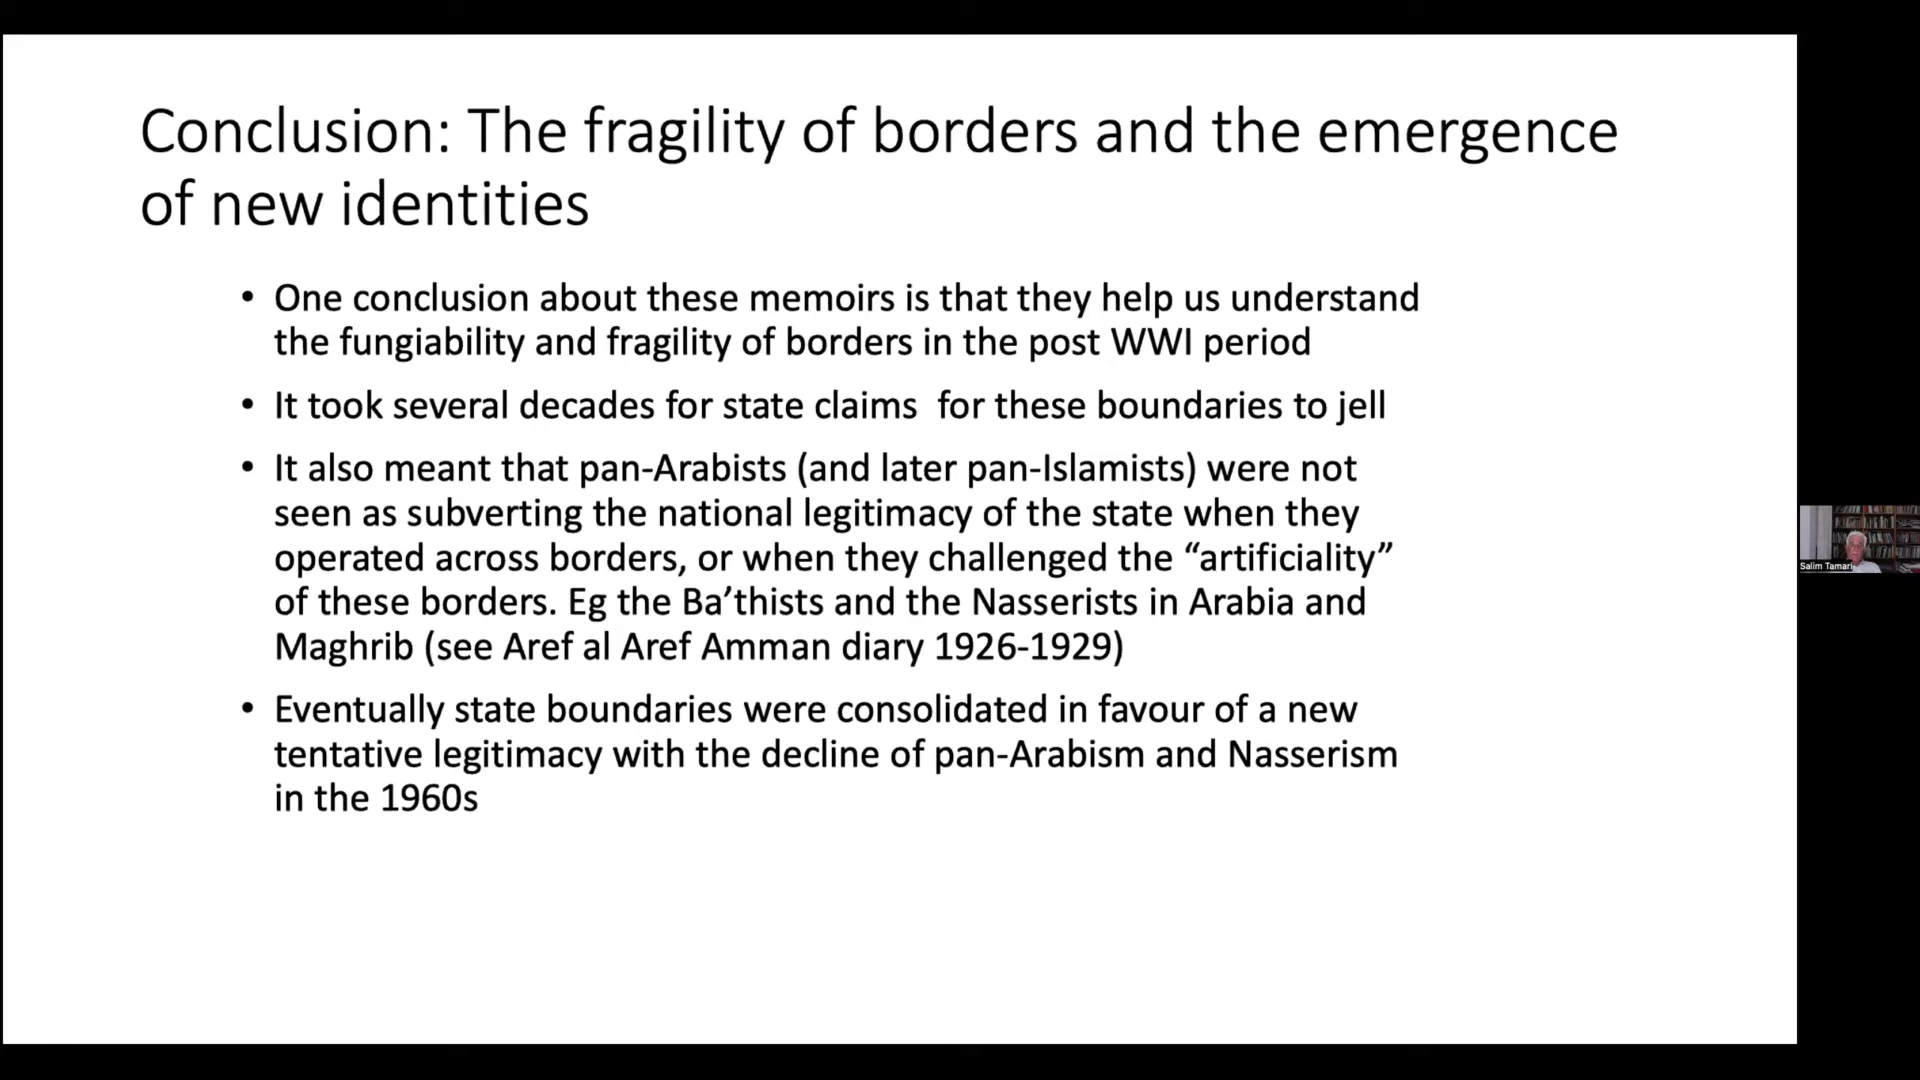 Conclusion: The fragility of borders and the emergence
of new identities
• One conclusion about these memoirs is that they help us understand
the fungiability and fragility of borders in the post WWI period
• It took several decades for state claims  for these boundaries to jell
• It also meant that pan-Arabists (and later pan-Islamists) were not
seen as subverting the national legitimacy of the state when they
operated across borders, or when they challenged the “artificiality”
of these borders. Eg the Ba’thists and the Nasserists in Arabia and
Maghrib (see Aref al Aref Amman diary 1926-1929)
• Eventually state boundaries were consolidated in favour of a new
tentative legitimacy with the decline of pan-Arabism and Nasserism
in the 1960s
Salim Tamari